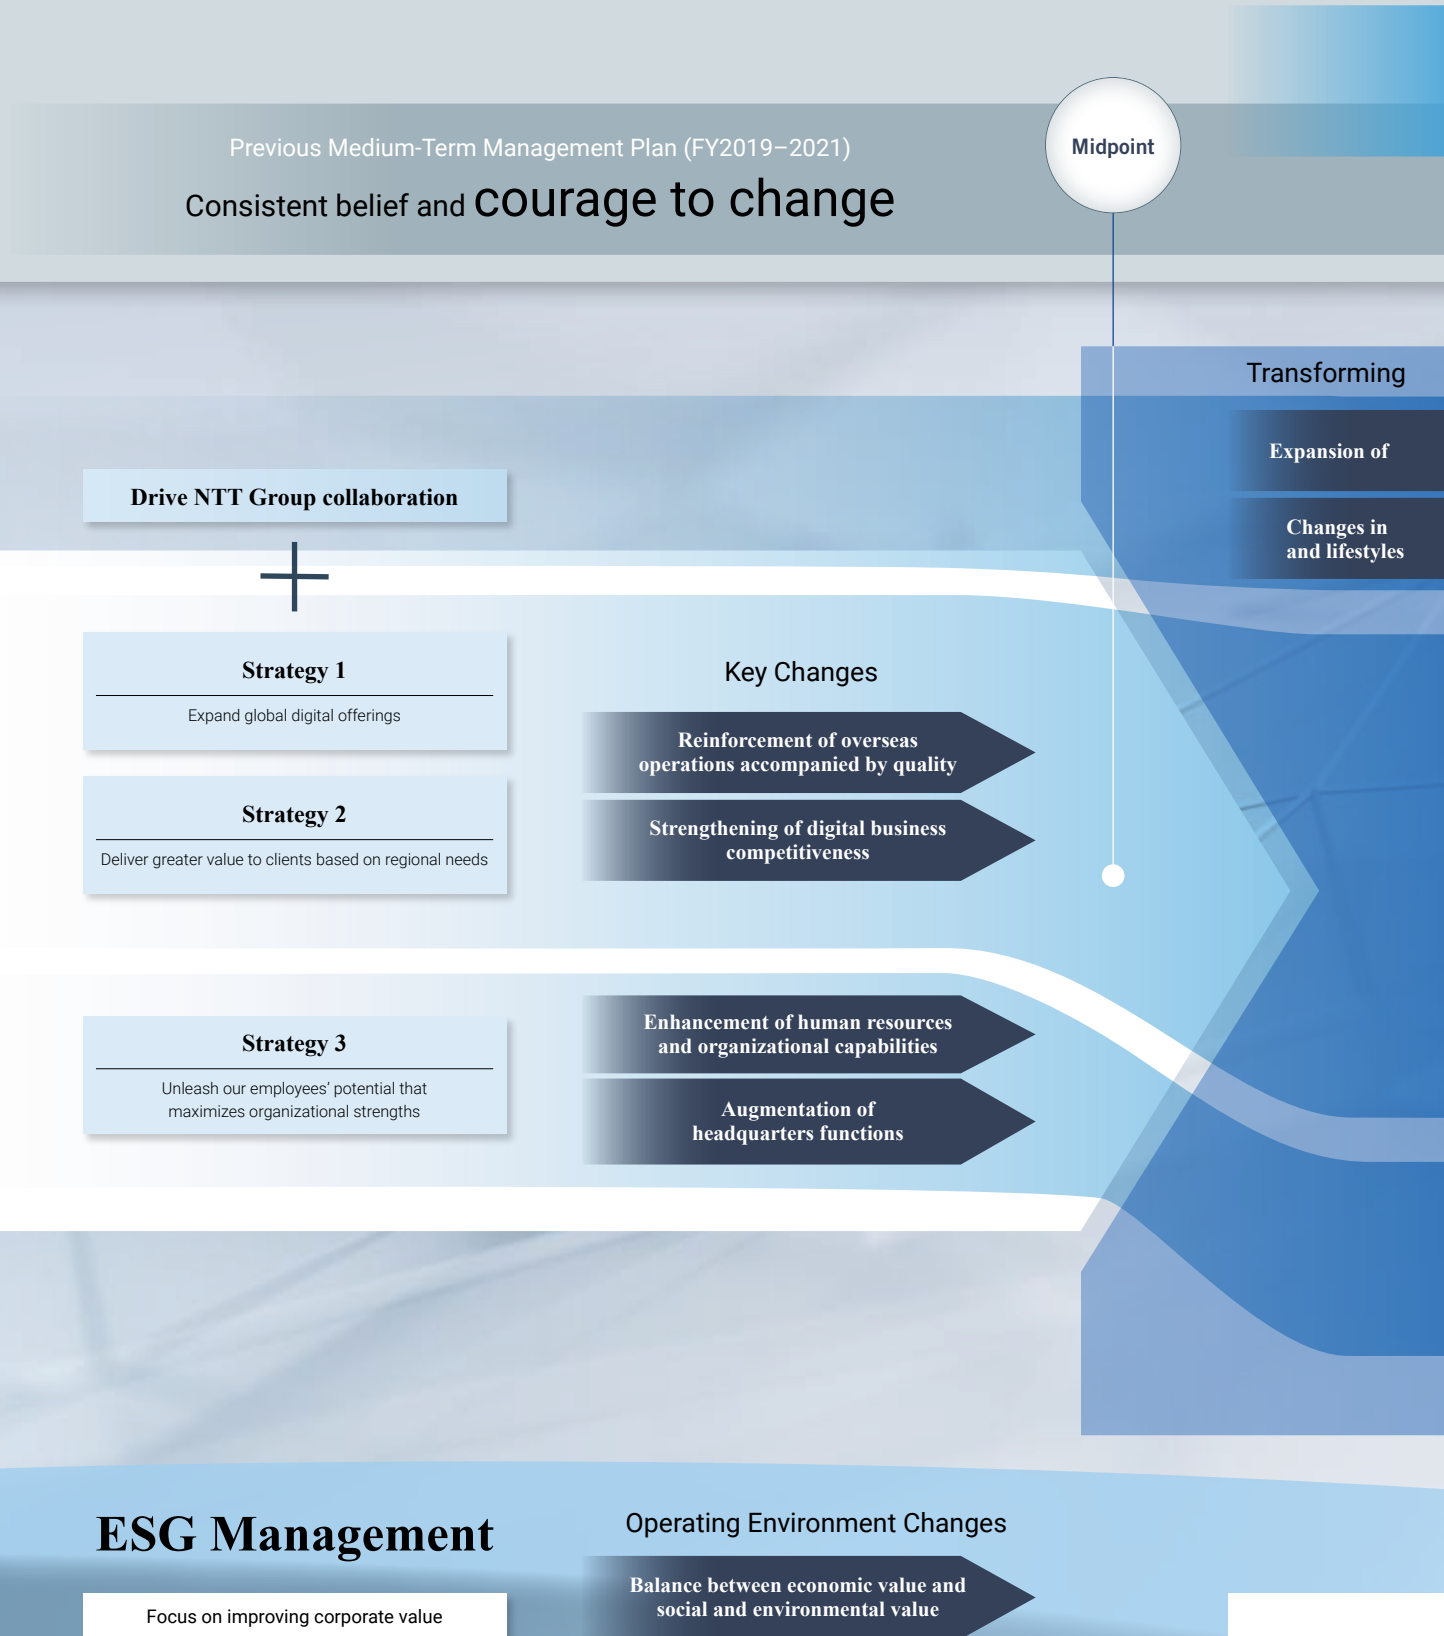 Previous Medium-Term Management Plan (FY2019–2021)
Consistent belief and courage to change
Midpoint
Transforming
Expansion of
Changes in
and lifestyles
Drive NTT Group collaboration
Strategy 1
Expand global digital offerings
Strategy 2
Deliver greater value to clients based on regional needs
Key Changes
Reinforcement of overseas
operations accompanied by quality
Strengthening of digital business
competitiveness
Strategy 3
Unleash our employees’ potential that
maximizes organizational strengths
Enhancement of human resources
and organizational capabilities
Augmentation of
headquarters functions
ESG Management
Focus on improving corporate value
Operating Environment Changes
Balance between economic value and
social and environmental value